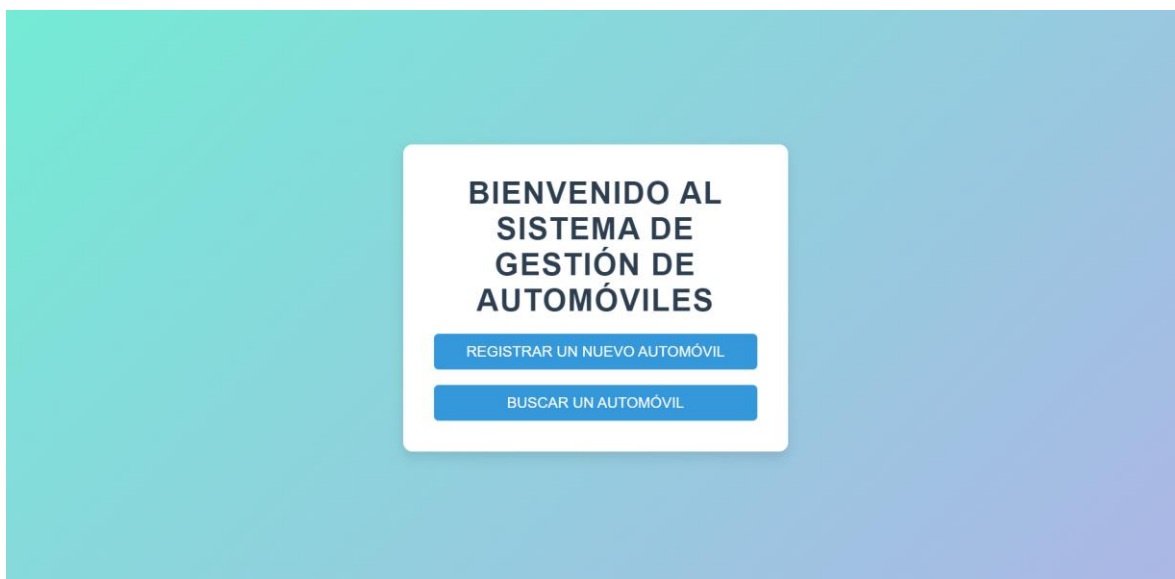 BIENVENIDO AL
SISTEMA DE
GESTIÓN DE
AUTOMÓVILES
REGISTRAR UN NUEVO AUTOMÓVIL
BUSCAR UN AUTOMÓVIL